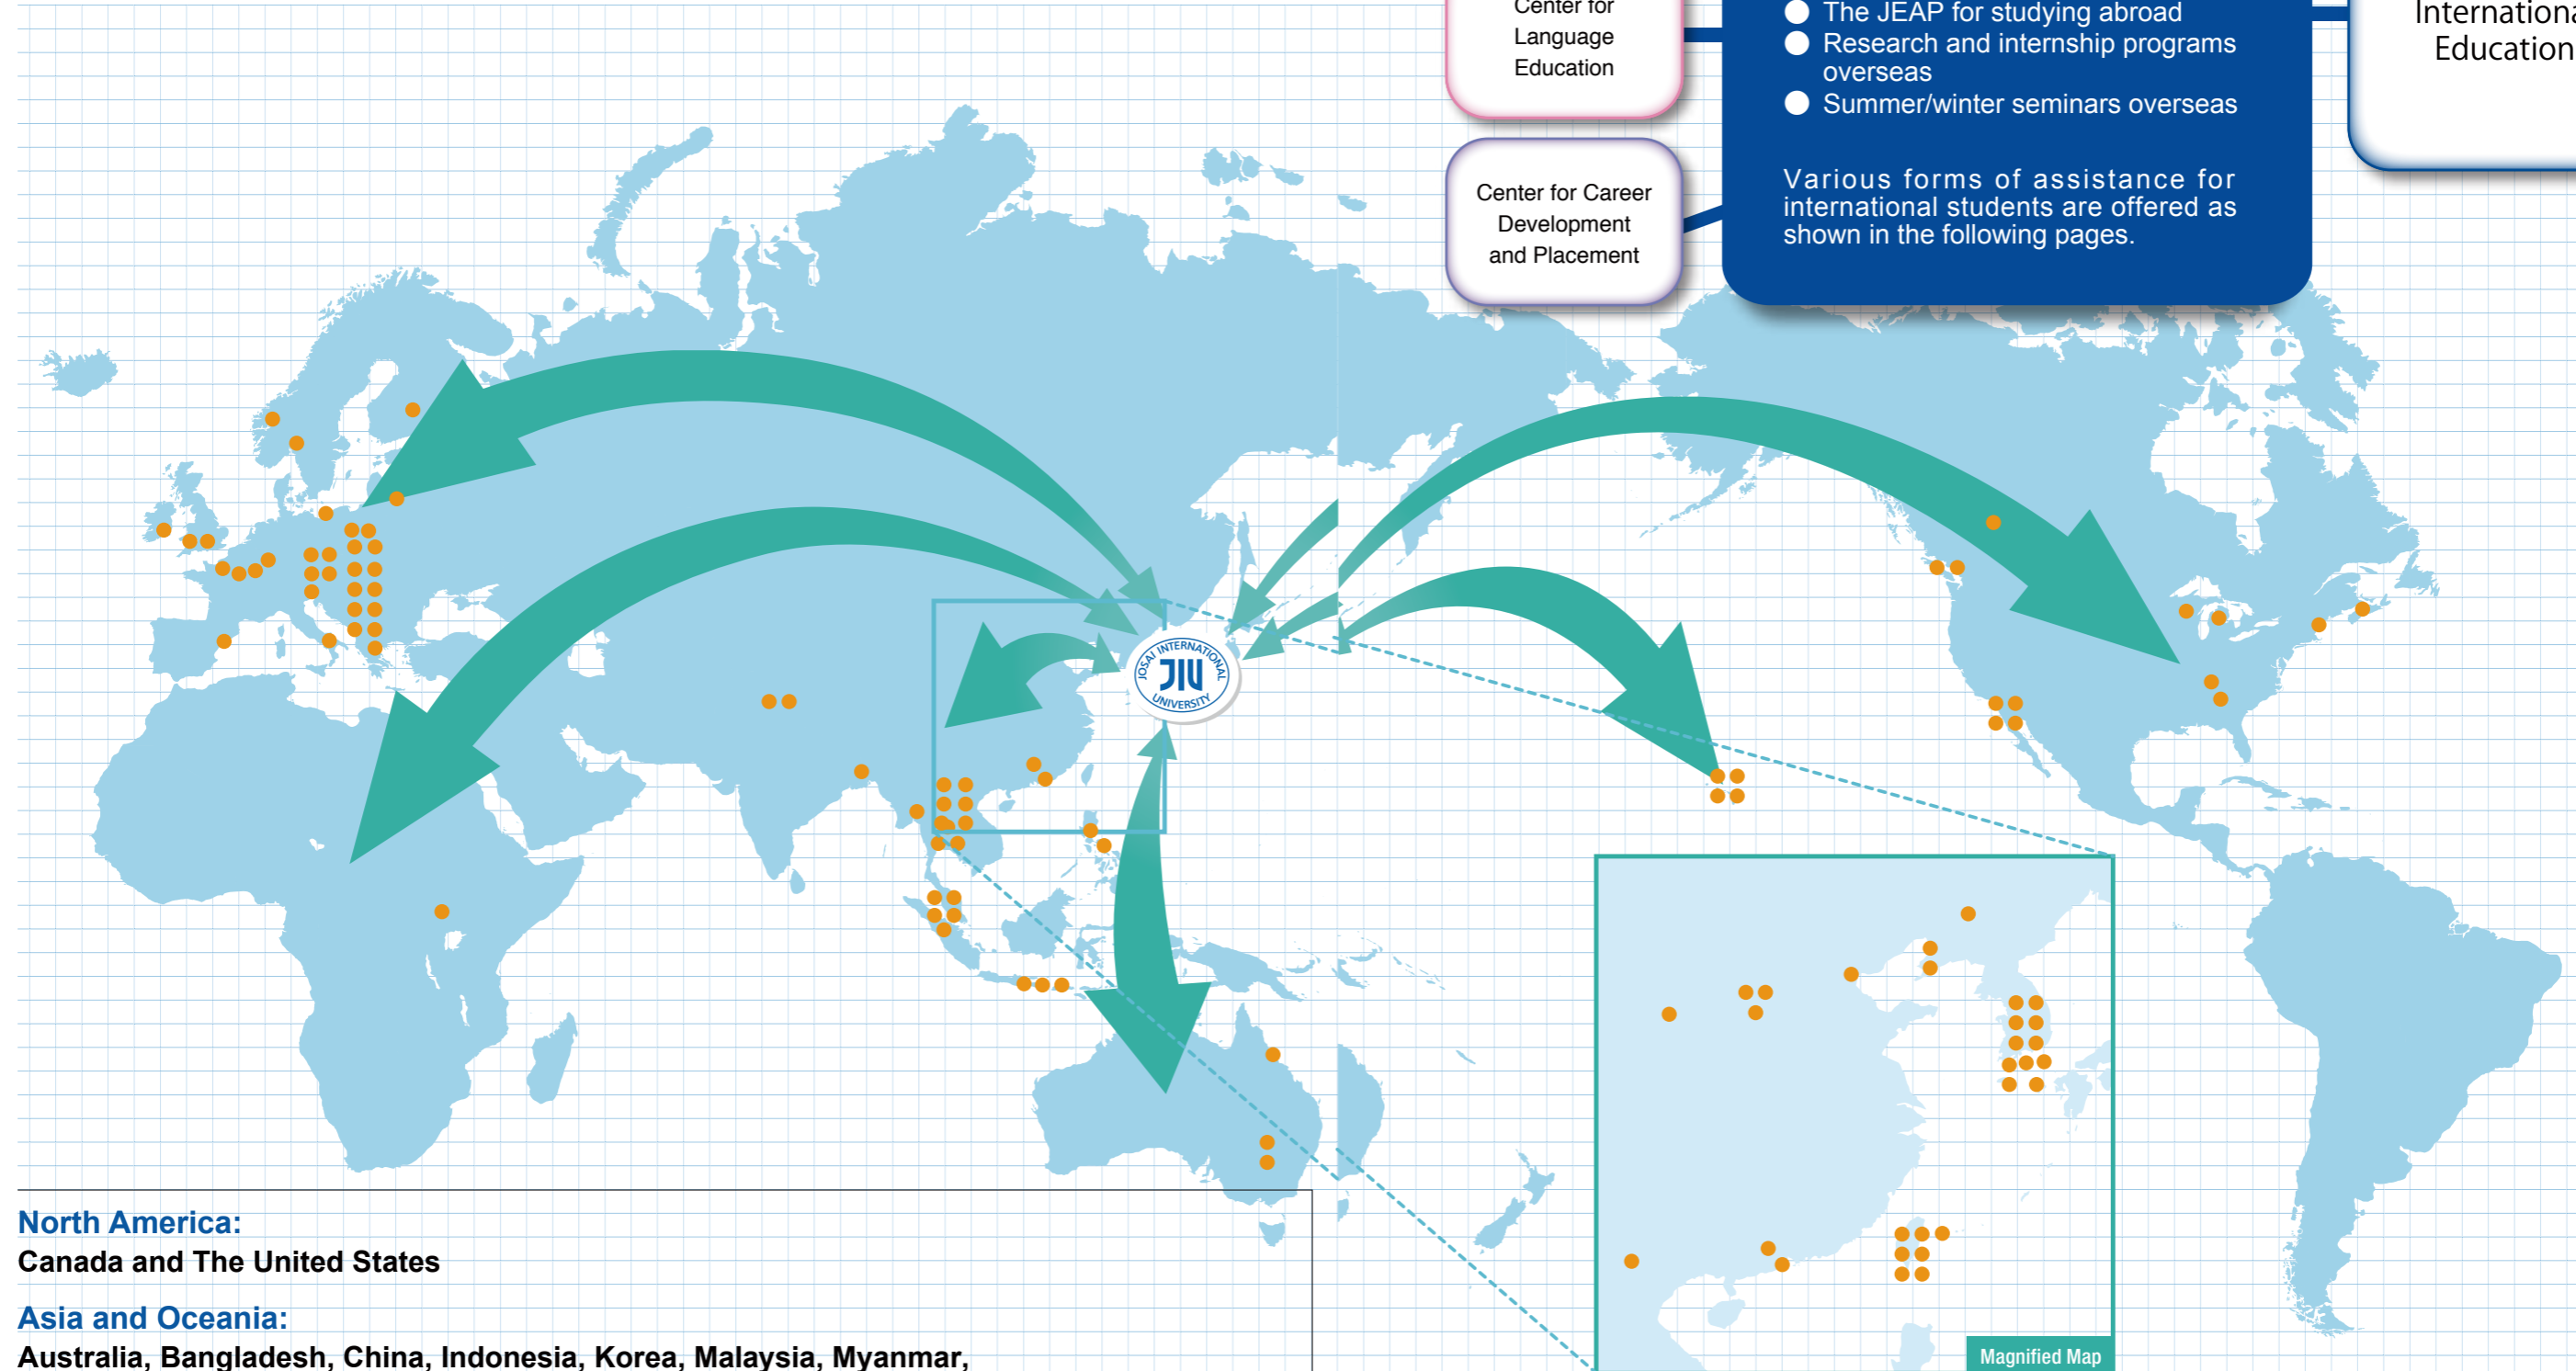 Center for
Language
Education
The JEAP for studying abroad
Research and internship programs
overseas
Summer/winter seminars overseas
Education
Center for Career
Development
and Placement
Various forms of assistance for
international students are offered as
shown in the following pages.
JOSAI INTERNATIONAL
JIU
UNIVERSITY
North America:
Canada and The United States
Asia and Oceania:
Australia, Bangladesh, China, Indonesia, Korea, Malaysia, Myanmar,
Magnified Map